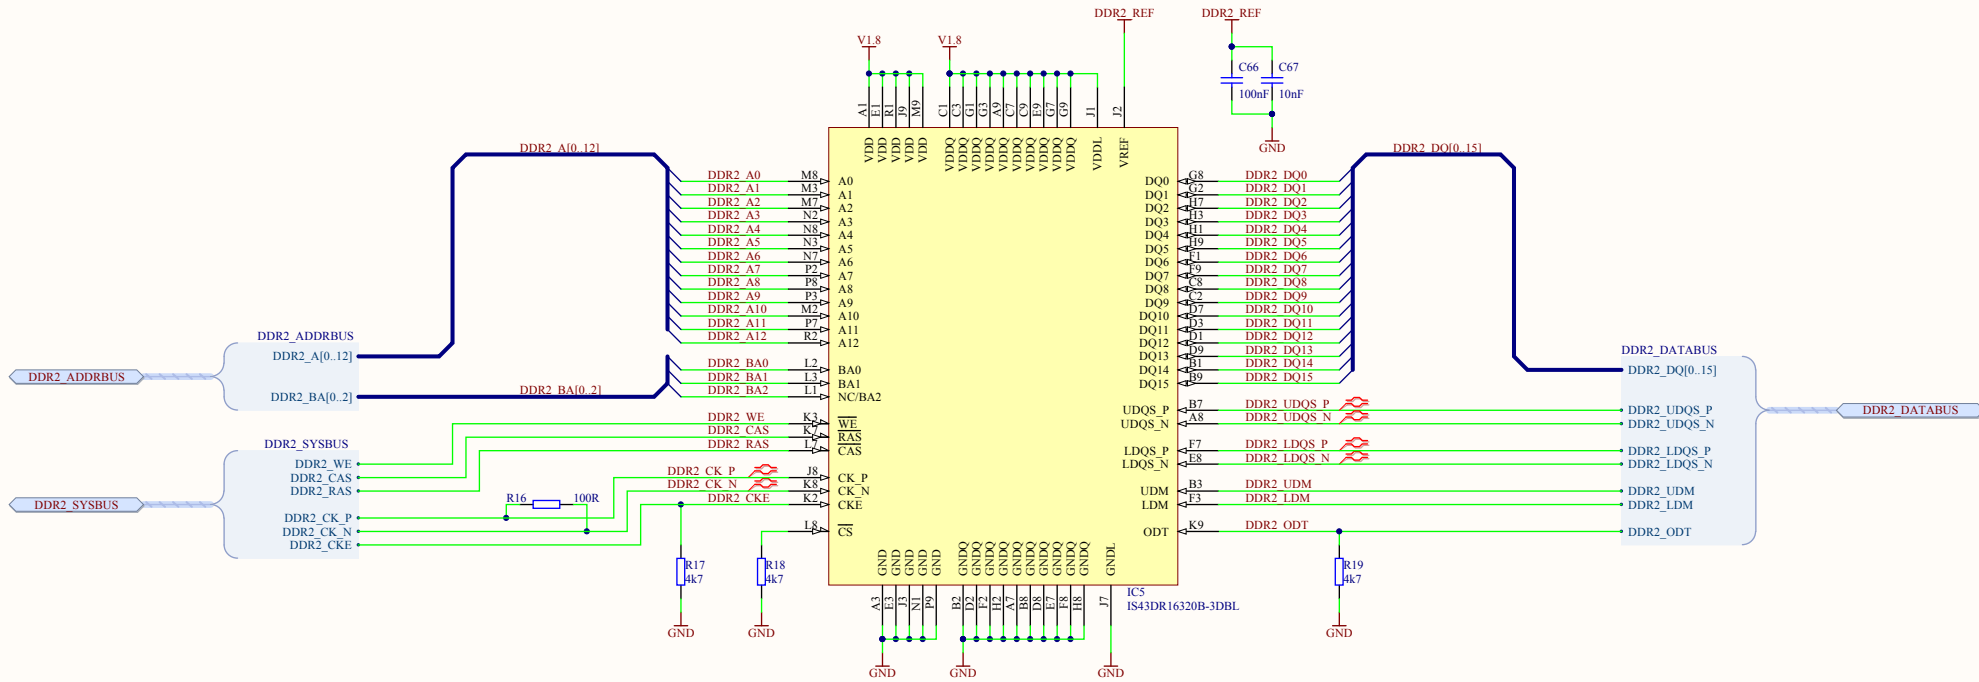 DDR2_REF
DDR2_REF
V1.8
V1.8
C66
100nF
C67
10nF
GND
A1
E1
R1
J9
M9
C1
C3
G1
G3
A9
C7
C9
E9
G7
G9
J1
J2
VDD
VDD
VDD
VDD
VDD
VDDQ
VDDQ
VDDQ
VDDQ
VDDQ
VDDQ
VDDQ
VDDQ
VDDQ
VDDQ
VDDL
VREF
DDR2_A[0..12]
DDR2_DQ[0..15]
DDR2_A0 M8 A0
DDR2_A1 M3 A1
DDR2_A2 M7 A2
DDR2_A3 N2 A3
DDR2_A4 N8 A4
DDR2_A5 N3 A5
DDR2_A6 N7 A6
DDR2_A7 P2 A7
DDR2_A8 P8 A8
DDR2_A9 P3 A9
DDR2_A10 M2 A10
DDR2_A11 P7 A11
DDR2_A12 R2 A12
DDR2_BA0 L2 BA0
DDR2_BA1 L3 BA1
DDR2_BA2 L1 NC/BA2
DDR2_WE K3 WE
DDR2_CAS K7 RAS
DDR2_RAS L7 CAS
DDR2_CK_P J8 CK_P
DDR2_CK_N K8 CK_N
DDR2_CKE K2 CKE
L8 CS
DQ0 G8 DDR2_DQ0
DQ1 G2 DDR2_DQ1
DQ2 H7 DDR2_DQ2
DQ3 H3 DDR2_DQ3
DQ4 H1 DDR2_DQ4
DQ5 H9 DDR2_DQ5
DQ6 F1 DDR2_DQ6
DQ7 F9 DDR2_DQ7
DQ8 C8 DDR2_DQ8
DQ9 C2 DDR2_DQ9
DQ10 D7 DDR2_DQ10
DQ11 D3 DDR2_DQ11
DQ12 D1 DDR2_DQ12
DQ13 D9 DDR2_DQ13
DQ14 B1 DDR2_DQ14
DQ15 B9 DDR2_DQ15
UDQS_P B7 DDR2_UDQS_P
UDQS_N A8 DDR2_UDQS_N
LDQS_P F7 DDR2_LDQS_P
LDQS_N E8 DDR2_LDQS_N
UDM B3 DDR2_UDM
LDM F3 DDR2_LDM
ODT K9 DDR2_ODT
DDR2_ADDRBUS
DDR2_A[0..12]
DDR2_ADDRBUS
DDR2_BA[0..2]
DDR2_BA[0..2]
DDR2_SYSBUS
DDR2_WE
DDR2_CAS
DDR2_RAS
DDR2_SYSBUS
DDR2_CK_P
DDR2_CK_N
DDR2_CKE
R16 100R
R17
4k7
GND
R18
4k7
GND
DDR2_DATABUS
DDR2_DQ[0..15]
DDR2_DATABUS
DDR2_UDQS_P
DDR2_UDQS_N
DDR2_LDQS_P
DDR2_LDQS_N
DDR2_UDM
DDR2_LDM
DDR2_ODT
R19
4k7
GND
GND
GND
GND
GND
GND
GNDQ
GNDQ
GNDQ
GNDQ
GNDQ
GNDQ
GNDQ
GNDQ
GNDQ
GNDQ
GNDL
A3
E3
J3
N1
P9
B2
D2
F2
H2
A7
B8
D8
E7
F8
H8
J7
IC5
IS43DR16320B-3DBL
GND
GND
GND